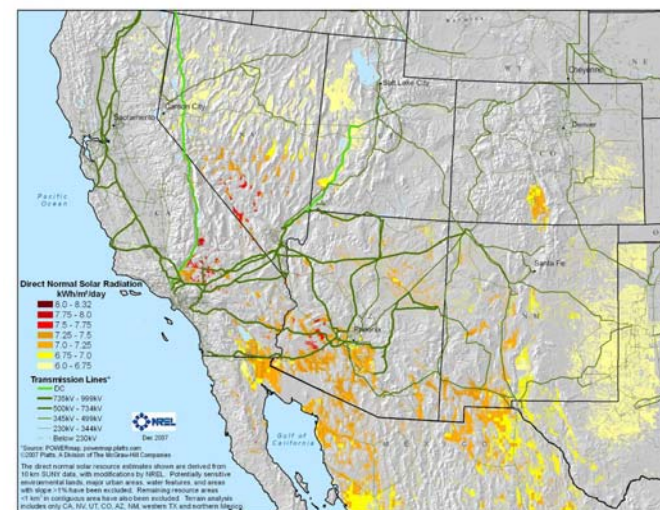 Salt Lake City
Cheyenne
Carson City
Sacramento
Denver
Pacific
Ocean
Santa Fe
Phoenix
Direct Normal Solar Radiation
kWh/m²/day
8.0 - 8.32
7.75 - 8.0
7.5 - 7.75
7.25 - 7.5
7.0 - 7.25
6.75 - 7.0
6.0 - 6.75
Transmission Lines*
DC
735kV - 999kV
500kV - 734kV
345kV - 499kV
230kV - 344kV
Below 230kV
NREL
Dec 2007
Gulf of
California
*Source: POWERmap, powermap.platts.com
©2007 Platts, A Division of The McGraw-Hill Companies
The direct normal solar resource estimates shown are derived from
10 km SUNY data, with modifications by NREL. Potentially sensitive
environmental lands, major urban areas, water features, and areas
with slope >1% have been excluded. Remaining resource areas
<1 km² in contiguous area have also been excluded. Terrain analysis
includes only CA, NV, UT, CO, AZ, NM, western TX and northern Mexico.